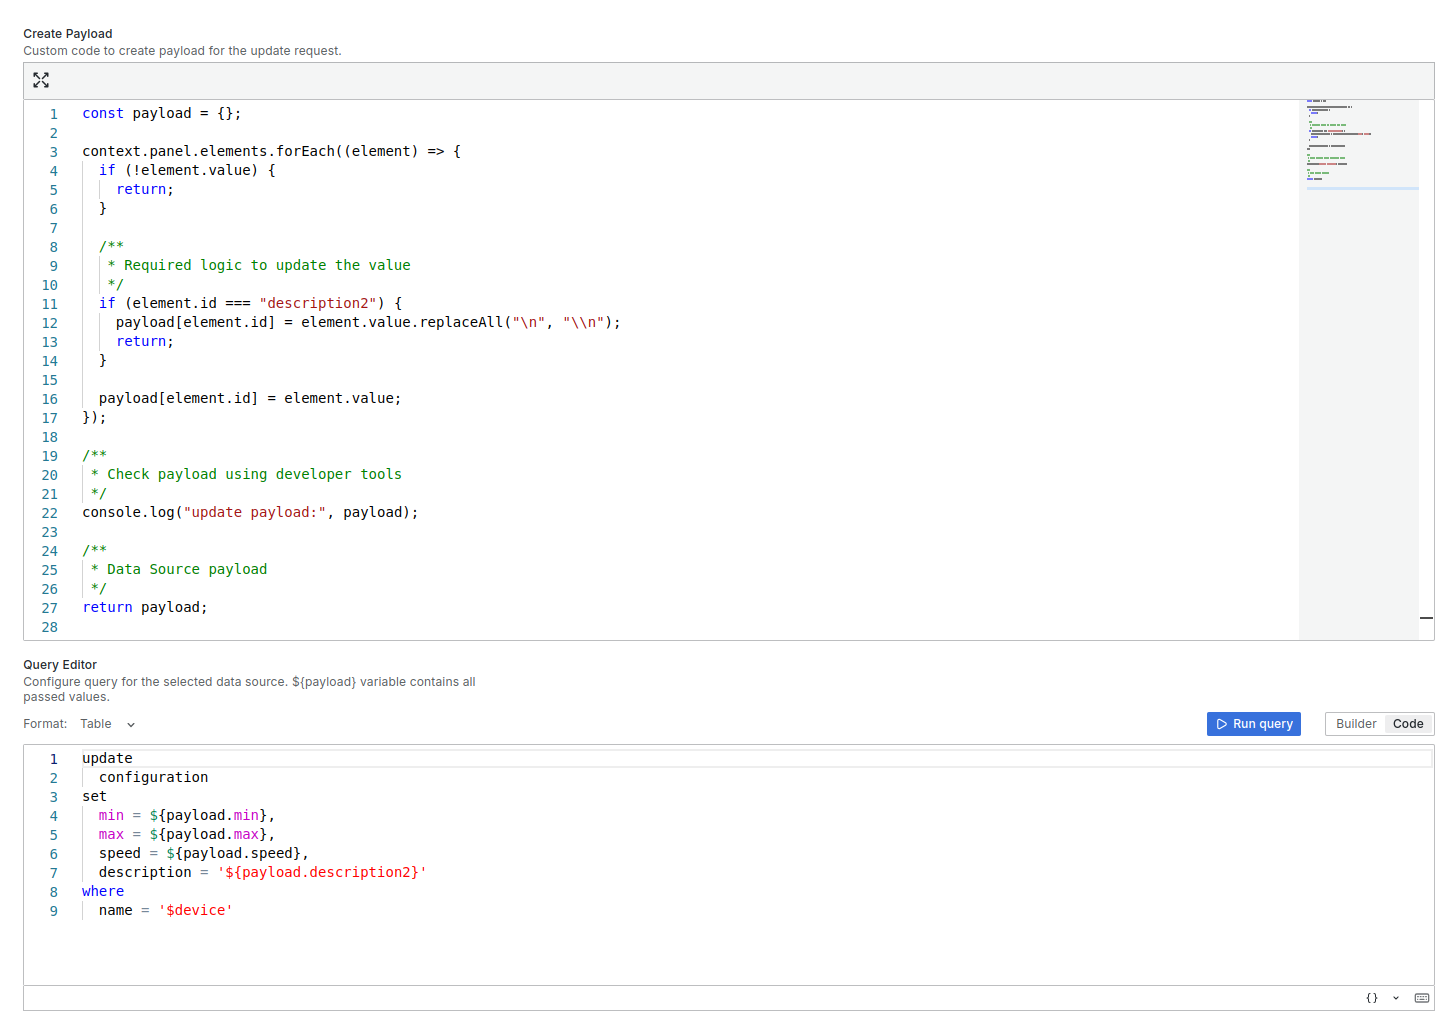 Create Payload
Custom code to create payload for the update request.
1 const payload = {};
2
3 context.panel.elements.forEach((element) => {
4   if (!element.value) {
5     return;
6   }
7
8   /**
9    * Required logic to update the value
10    */
11   if (element.id === "description2") {
12     payload[element.id] = element.value.replaceAll("\n", "\\n");
13     return;
14   }
15
16   payload[element.id] = element.value;
17 });
18
19 /**
20  * Check payload using developer tools
21  */
22 console.log("update payload:", payload);
23
24 /**
25  * Data Source payload
26  */
27 return payload;
28
Query Editor
Configure query for the selected data source. ${payload} variable contains all
passed values.
Format: Table Run query Builder Code
1 update
2   configuration
3 set
4   min = ${payload.min},
5   max = ${payload.max},
6   speed = ${payload.speed},
7   description = '${payload.description2}'
8 where
9   name = '$device'
{}